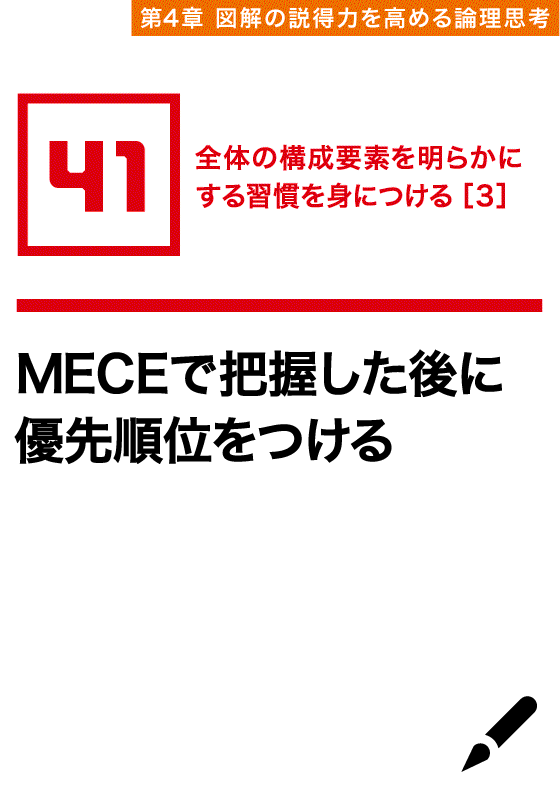 第4章 図解の説得力を高める論理思考
41
全体の構成要素を明らかに
する習慣を身につける［3］
MECEで把握した後に
優先順位をつける